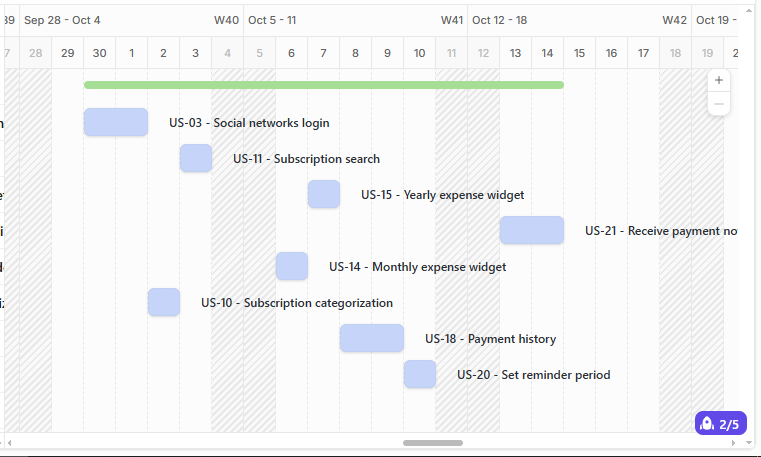 39 Sep 28 - Oct 4 W40 Oct 5 - 11 W41 Oct 12 - 18 W42 Oct 19 -
7 28 29 30 1 2 3 4 5 6 7 8 9 10 11 12 13 14 15 16 17 18 19 2
+
−
US-03 - Social networks login
US-11 - Subscription search
US-15 - Yearly expense widget
US-21 - Receive payment no
US-14 - Monthly expense widget
US-10 - Subscription categorization
US-18 - Payment history
US-20 - Set reminder period
2/5